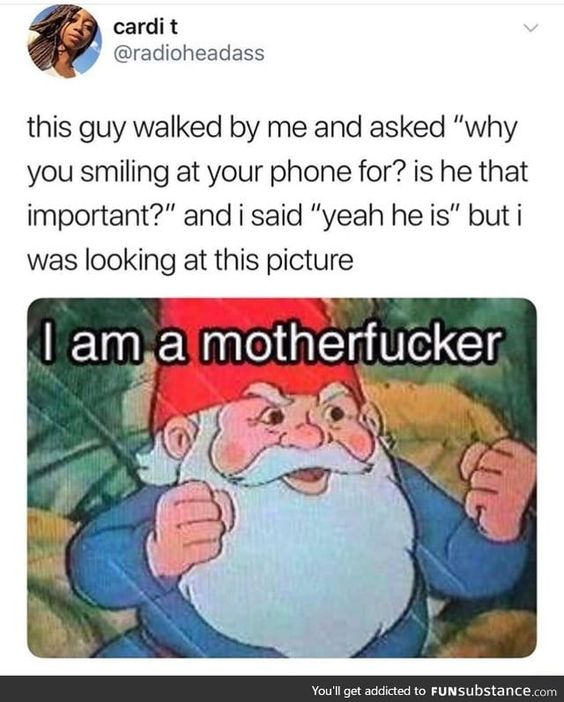 cardi t
@radioheadass
this guy walked by me and asked "why
you smiling at your phone for? is he that
important?" and i said "yeah he is" but i
was looking at this picture
I am a motherfucker
You'll get addicted to FUNSubstance.com